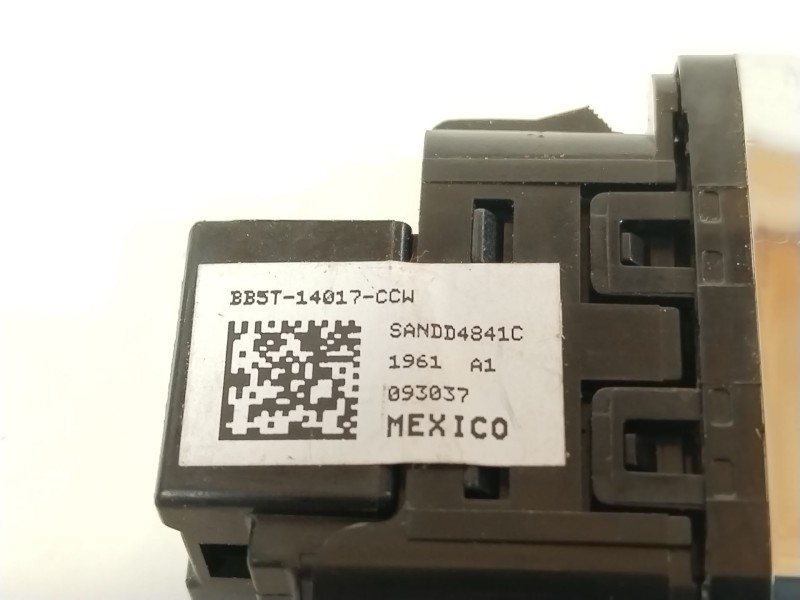 BB5T-14017-CCW
SANDD4841C
1961 A1
093037
MEXICO